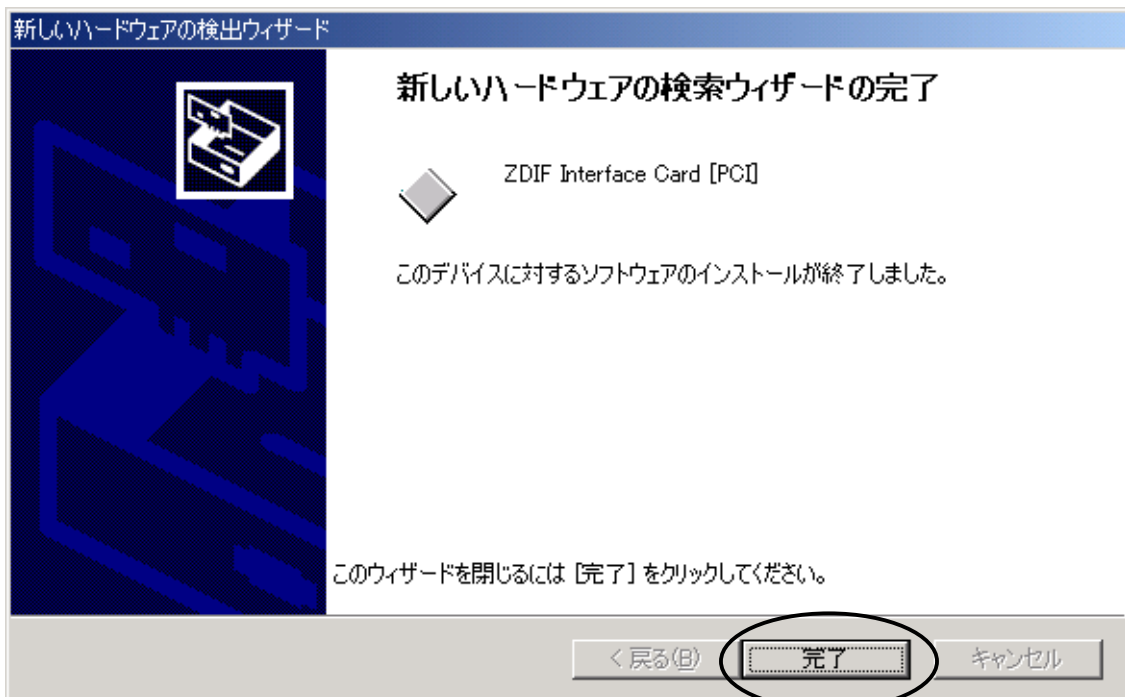 新しいハードウェアの検出ウィザード
新しいハードウェアの検索ウィザードの完了
ZDIF Interface Card [PCI]
このデバイスに対するソフトウェアのインストールが終了しました。
このウィザードを閉じるには [完了] をクリックしてください。
< 戻る(B) 完了 キャンセル